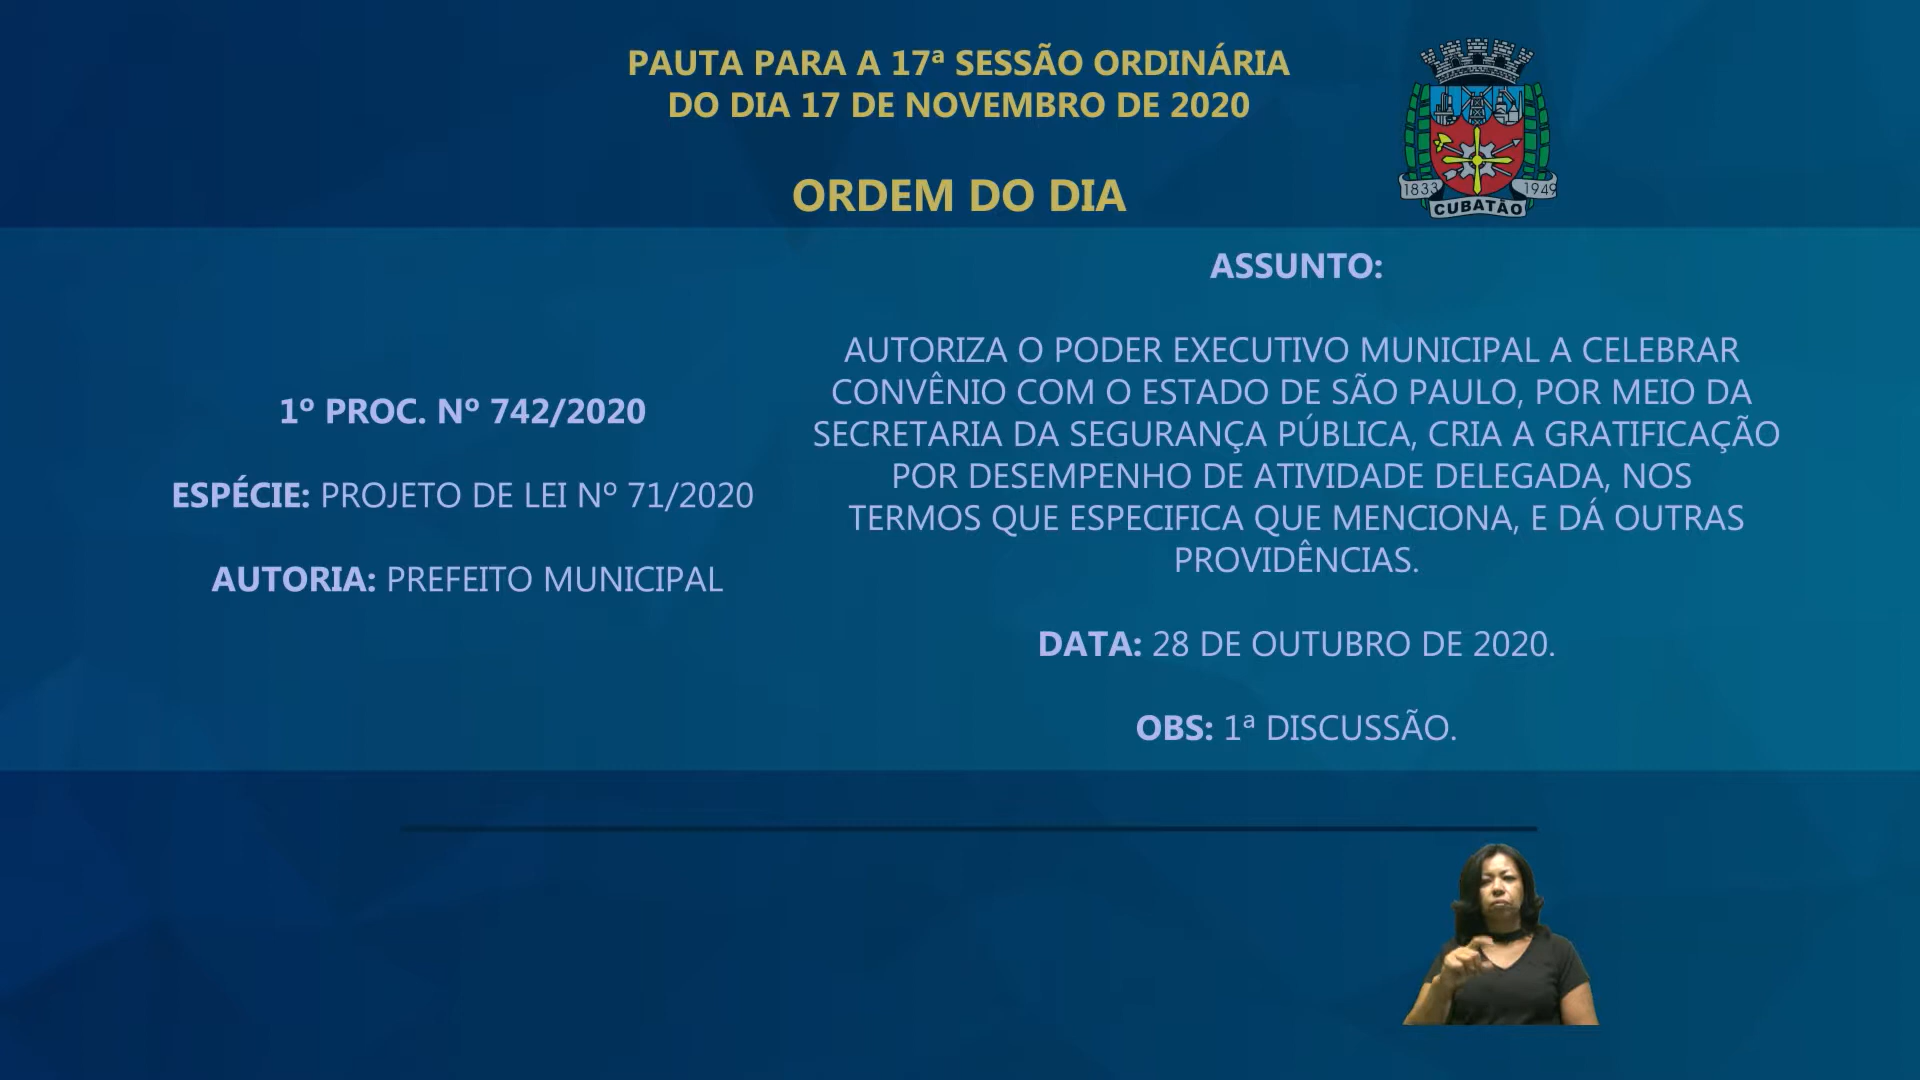 PAUTA PARA A 17ª SESSÃO ORDINÁRIA
DO DIA 17 DE NOVEMBRO DE 2020
ORDEM DO DIA
1833
1949
CUBATÃO
1º PROC. Nº 742/2020
ESPÉCIE: PROJETO DE LEI Nº 71/2020
AUTORIA: PREFEITO MUNICIPAL
ASSUNTO:
AUTORIZA O PODER EXECUTIVO MUNICIPAL A CELEBRAR
CONVÊNIO COM O ESTADO DE SÃO PAULO, POR MEIO DA
SECRETARIA DA SEGURANÇA PÚBLICA, CRIA A GRATIFICAÇÃO
POR DESEMPENHO DE ATIVIDADE DELEGADA, NOS
TERMOS QUE ESPECIFICA QUE MENCIONA, E DÁ OUTRAS
PROVIDÊNCIAS.
DATA: 28 DE OUTUBRO DE 2020.
OBS: 1ª DISCUSSÃO.